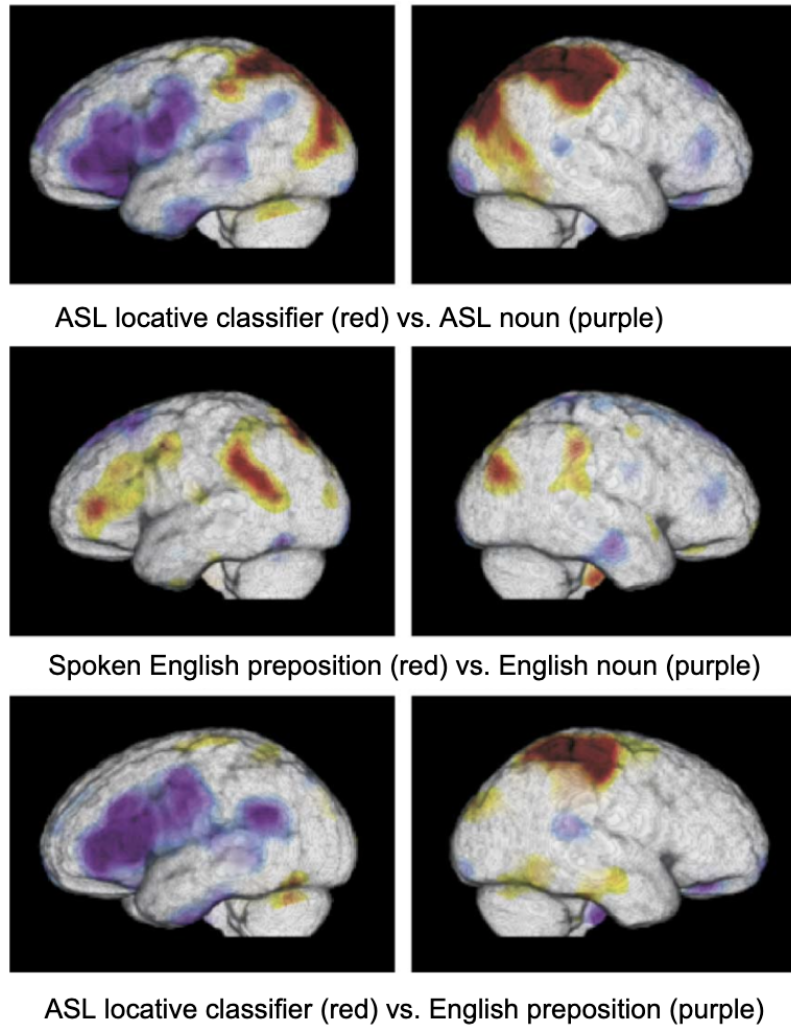 ASL locative classifier (red) vs. ASL noun (purple)
Spoken English preposition (red) vs. English noun (purple)
ASL locative classifier (red) vs. English preposition (purple)